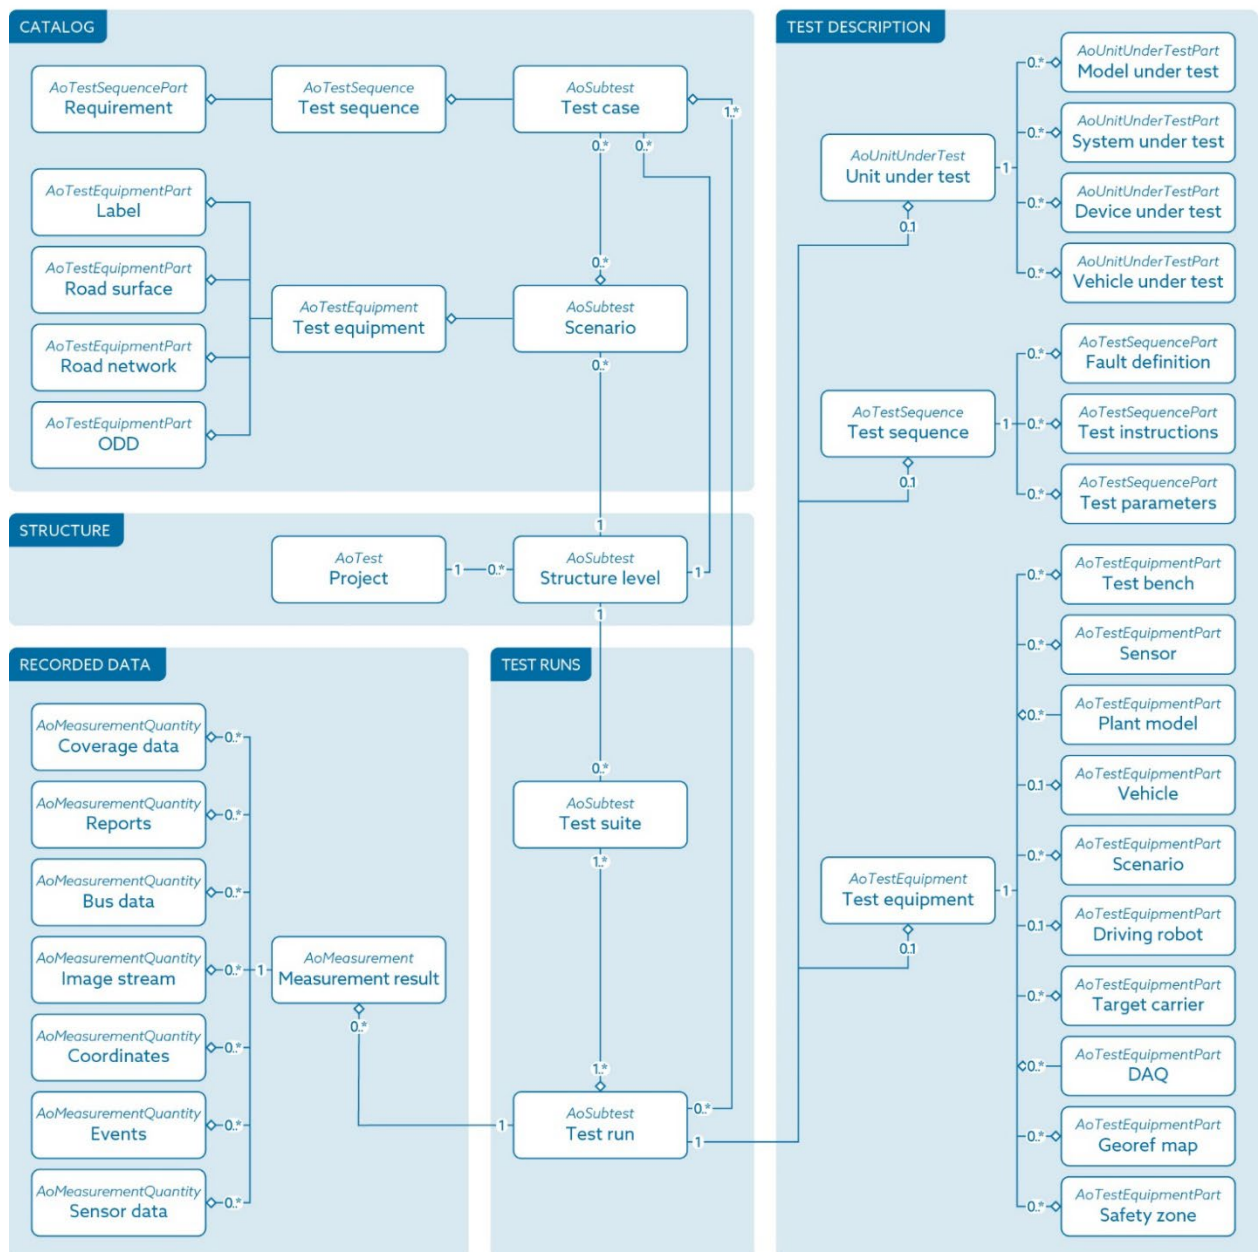 CATALOG
AoTestSequencePart
Requirement
AoTestSequence
Test sequence
AoSubtest
Test case
1..*
0..*
0..*
AoTestEquipmentPart
Label
AoTestEquipmentPart
Road surface
AoTestEquipmentPart
Road network
AoTestEquipmentPart
ODD
AoTestEquipment
Test equipment
0..*
AoSubtest
Scenario
0..*
STRUCTURE
AoTest
Project
1
0..*
1
AoSubtest
Structure level
1
1
RECORDED DATA
AoMeasurementQuantity
Coverage data
0..*
AoMeasurementQuantity
Reports
0..*
AoMeasurementQuantity
Bus data
0..*
AoMeasurementQuantity
Image stream
0..*
AoMeasurementQuantity
Coordinates
0..*
AoMeasurementQuantity
Events
0..*
AoMeasurementQuantity
Sensor data
0..*
1
AoMeasurement
Measurement result
0..*
TEST RUNS
0..*
AoSubtest
Test suite
1..*
1..*
AoSubtest
Test run
1
0..*
1
TEST DESCRIPTION
AoUnitUnderTest
Unit under test
0.1
1
0..*
AoUnitUnderTestPart
Model under test
0..*
AoUnitUnderTestPart
System under test
0..*
AoUnitUnderTestPart
Device under test
0..*
AoUnitUnderTestPart
Vehicle under test
AoTestSequence
Test sequence
0.1
1
0..*
AoTestSequencePart
Fault definition
0..*
AoTestSequencePart
Test instructions
0..*
AoTestSequencePart
Test parameters
AoTestEquipment
Test equipment
0.1
1
0..*
AoTestEquipmentPart
Test bench
0..*
AoTestEquipmentPart
Sensor
0..*
AoTestEquipmentPart
Plant model
0.1
AoTestEquipmentPart
Vehicle
0..*
AoTestEquipmentPart
Scenario
0.1
AoTestEquipmentPart
Driving robot
0..*
AoTestEquipmentPart
Target carrier
0..*
AoTestEquipmentPart
DAQ
0..*
AoTestEquipmentPart
Georef map
0..*
AoTestEquipmentPart
Safety zone